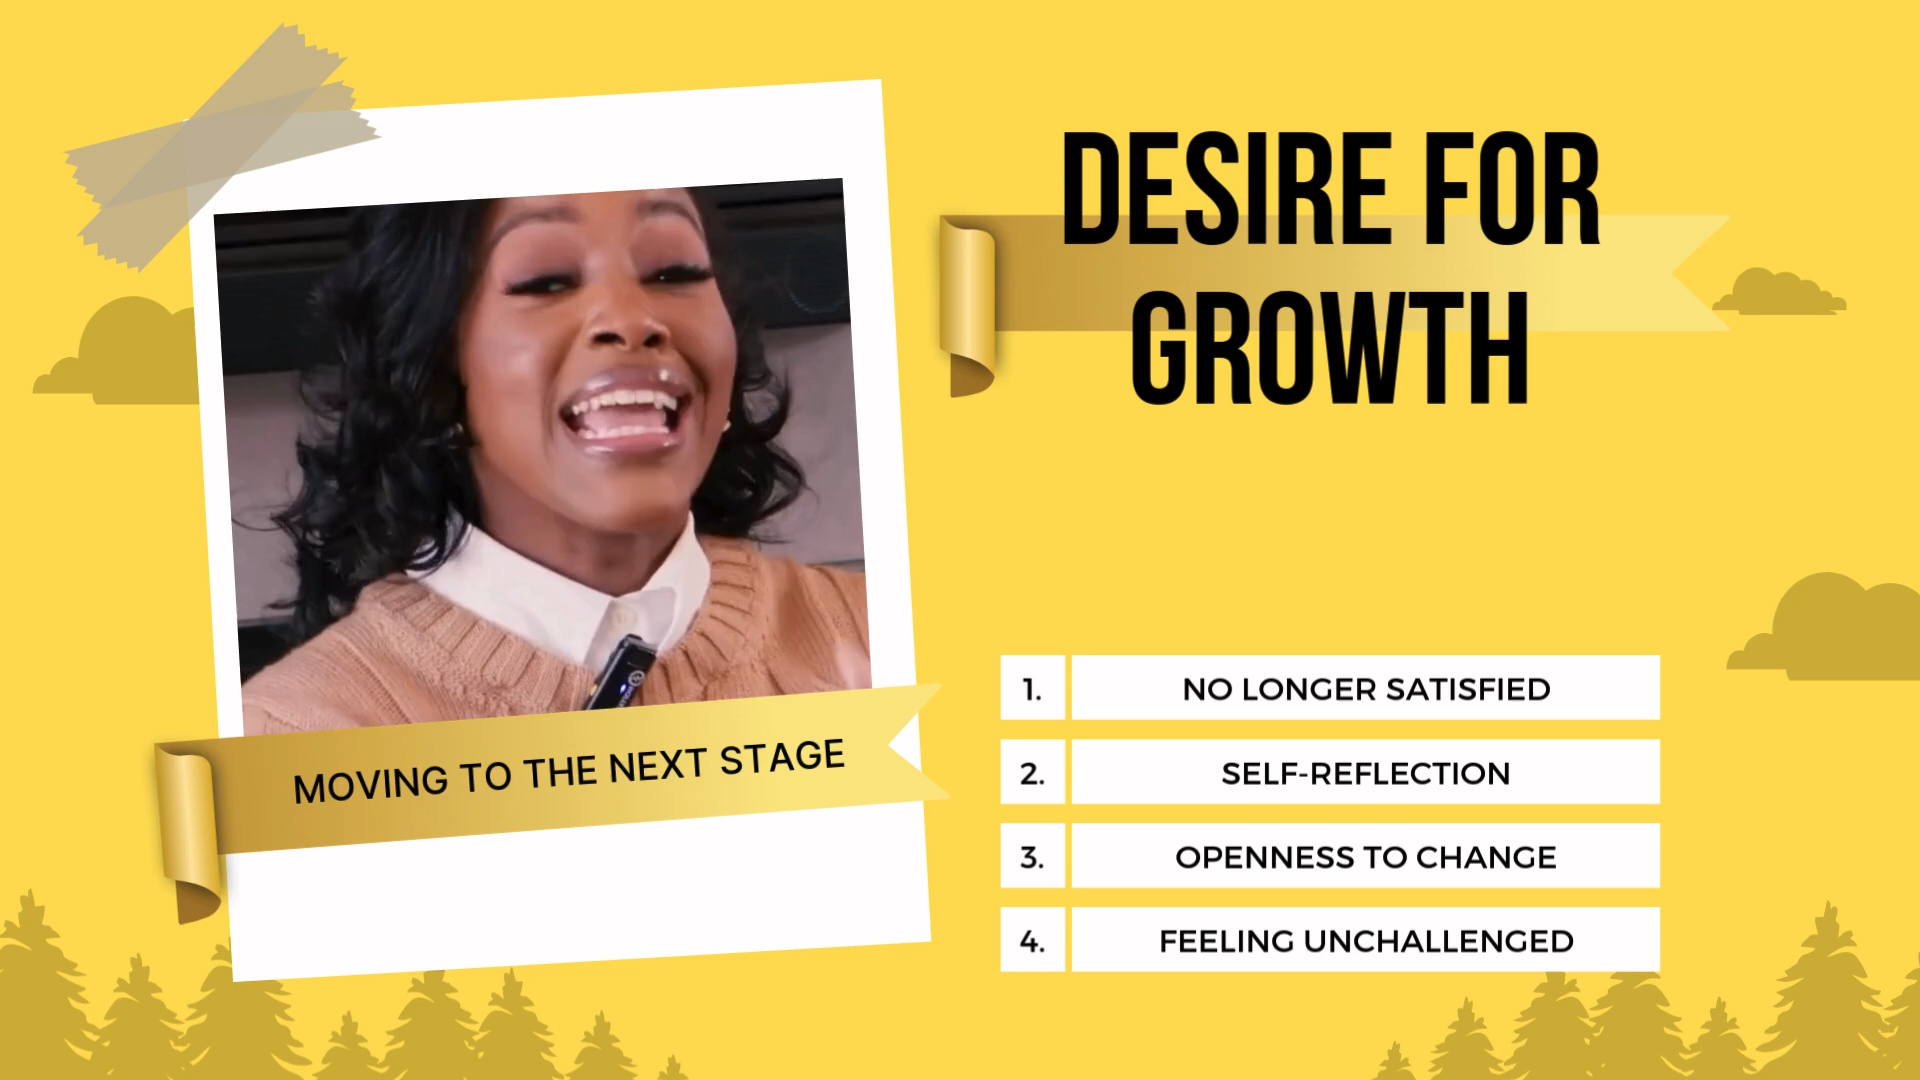 DESIRE FOR
GROWTH
MOVING TO THE NEXT STAGE
1. NO LONGER SATISFIED
2. SELF-REFLECTION
3. OPENNESS TO CHANGE
4. FEELING UNCHALLENGED